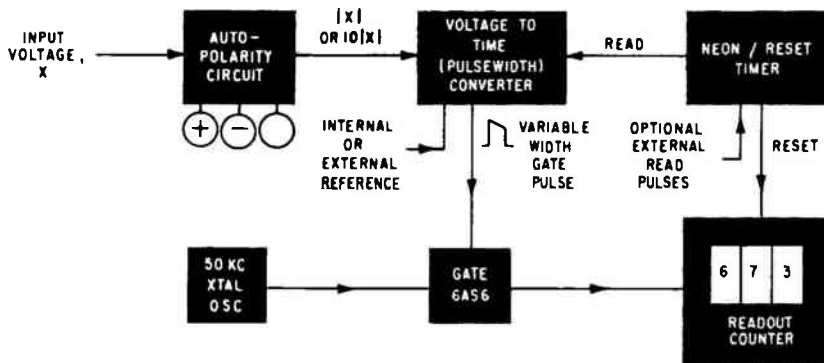 INPUT
VOLTAGE,
X
AUTO-
POLARITY
CIRCUIT
+ −
|X|
OR 10|X|
VOLTAGE TO
TIME
(PULSEWIDTH)
CONVERTER
READ
NEON / RESET
TIMER
INTERNAL
OR
EXTERNAL
REFERENCE
VARIABLE
WIDTH
GATE
PULSE
OPTIONAL
EXTERNAL
READ
PULSES
RESET
50 KC
XTAL
OSC
GATE
6AS6
6 7 3
READOUT
COUNTER